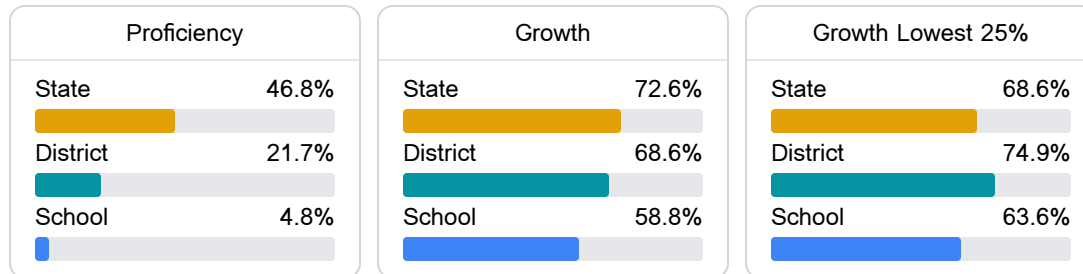 Proficiency
State 46.8%
District 21.7%
School 4.8%
Growth
State 72.6%
District 68.6%
School 58.8%
Growth Lowest 25%
State 68.6%
District 74.9%
School 63.6%